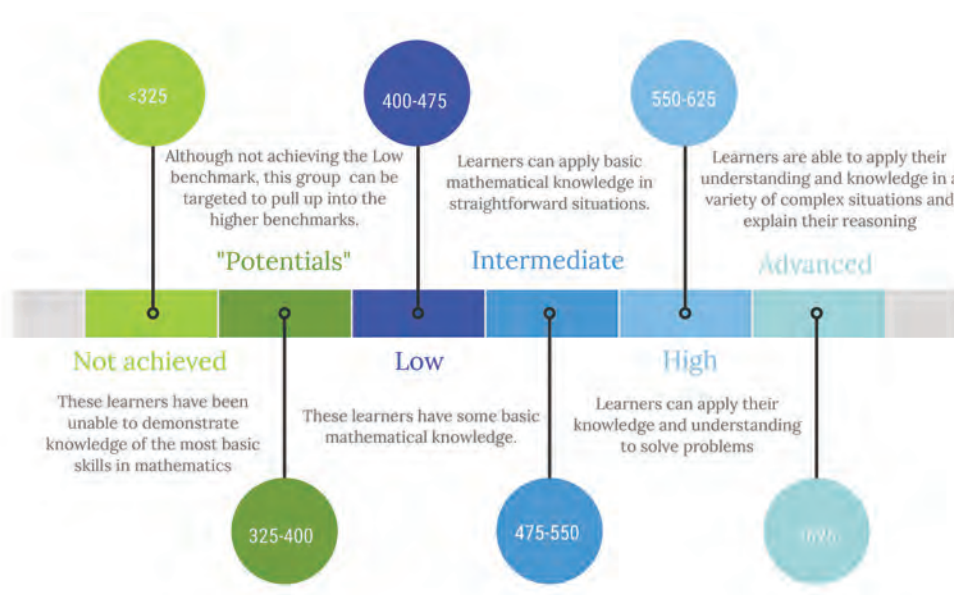 <325
400-475
550-625
Although not achieving the Low
benchmark, this group can be
targeted to pull up into the
higher benchmarks.
Learners can apply basic
mathematical knowledge in
straightforward situations.
Learners are able to apply their
understanding and knowledge in a
variety of complex situations and
explain their reasoning
"Potentials"
Intermediate
Advanced
Not achieved
Low
High
These learners have been
unable to demonstrate
knowledge of the most basic
skills in mathematics
These learners have some basic
mathematical knowledge.
Learners can apply their
knowledge and understanding
to solve problems
325-400
475-550